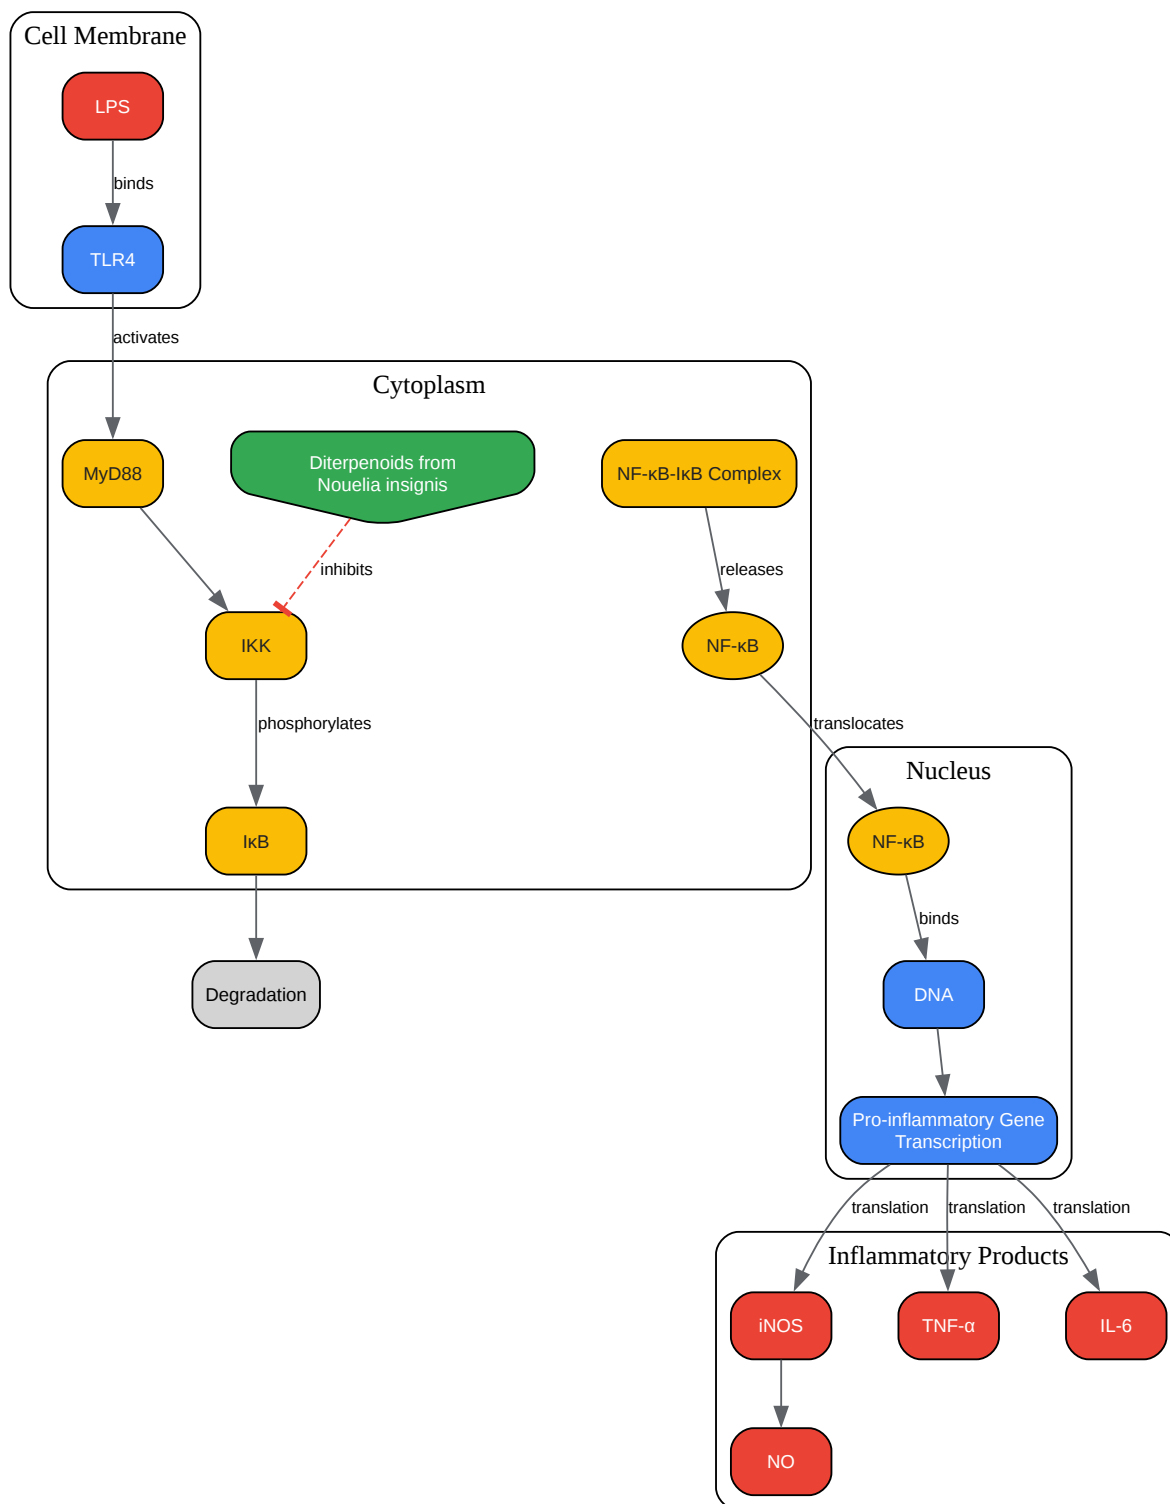 Cell Membrane
LPS
binds
TLR4
activates
Cytoplasm
MyD88
Diterpenoids from
Nouelia insignis
NF-κB-IκB Complex
inhibits
releases
IKK
NF-κB
phosphorylates
translocates
Nucleus
IκB
NF-κB
binds
Degradation
DNA
Pro-inflammatory Gene
Transcription
translation
translation
translation
Inflammatory Products
iNOS
TNF-α
IL-6
NO